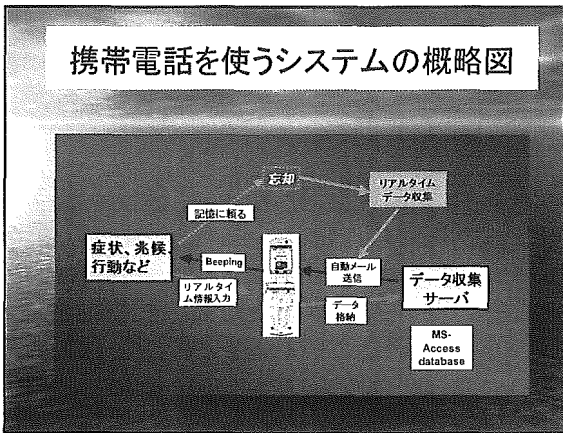 携帯電話を使うシステムの概略図
忘却
リアルタイム
データ収集
記憶に頼る
症状、兆候、
行動など
Beeping
自動メール
送信
データ収集
サーバ
リアルタイ
ム情報入力
データ
格納
MS-
Access
database